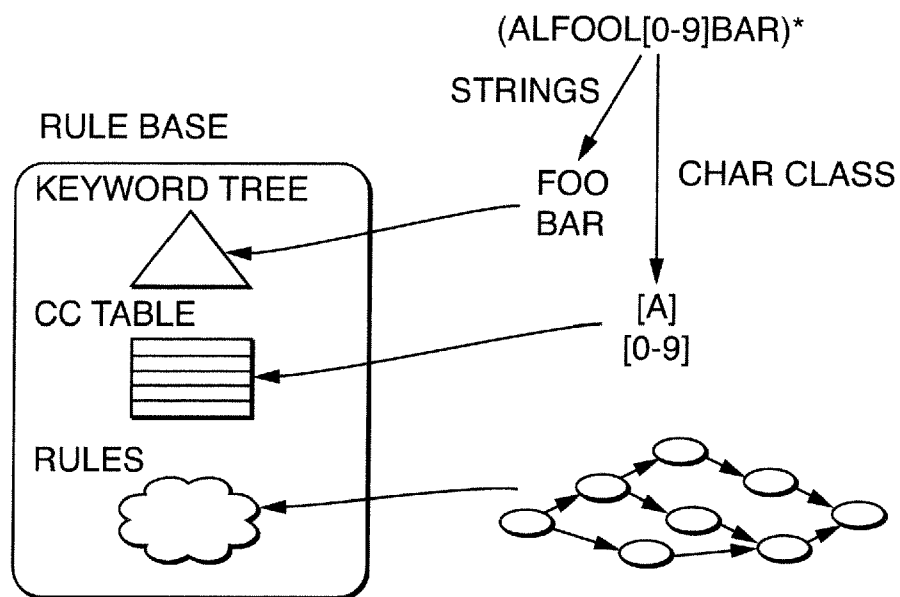 (ALFOOL[0-9]BAR)*
STRINGS
RULE BASE
KEYWORD TREE
FOO
BAR
CHAR CLASS
CC TABLE
[A]
[0-9]
RULES